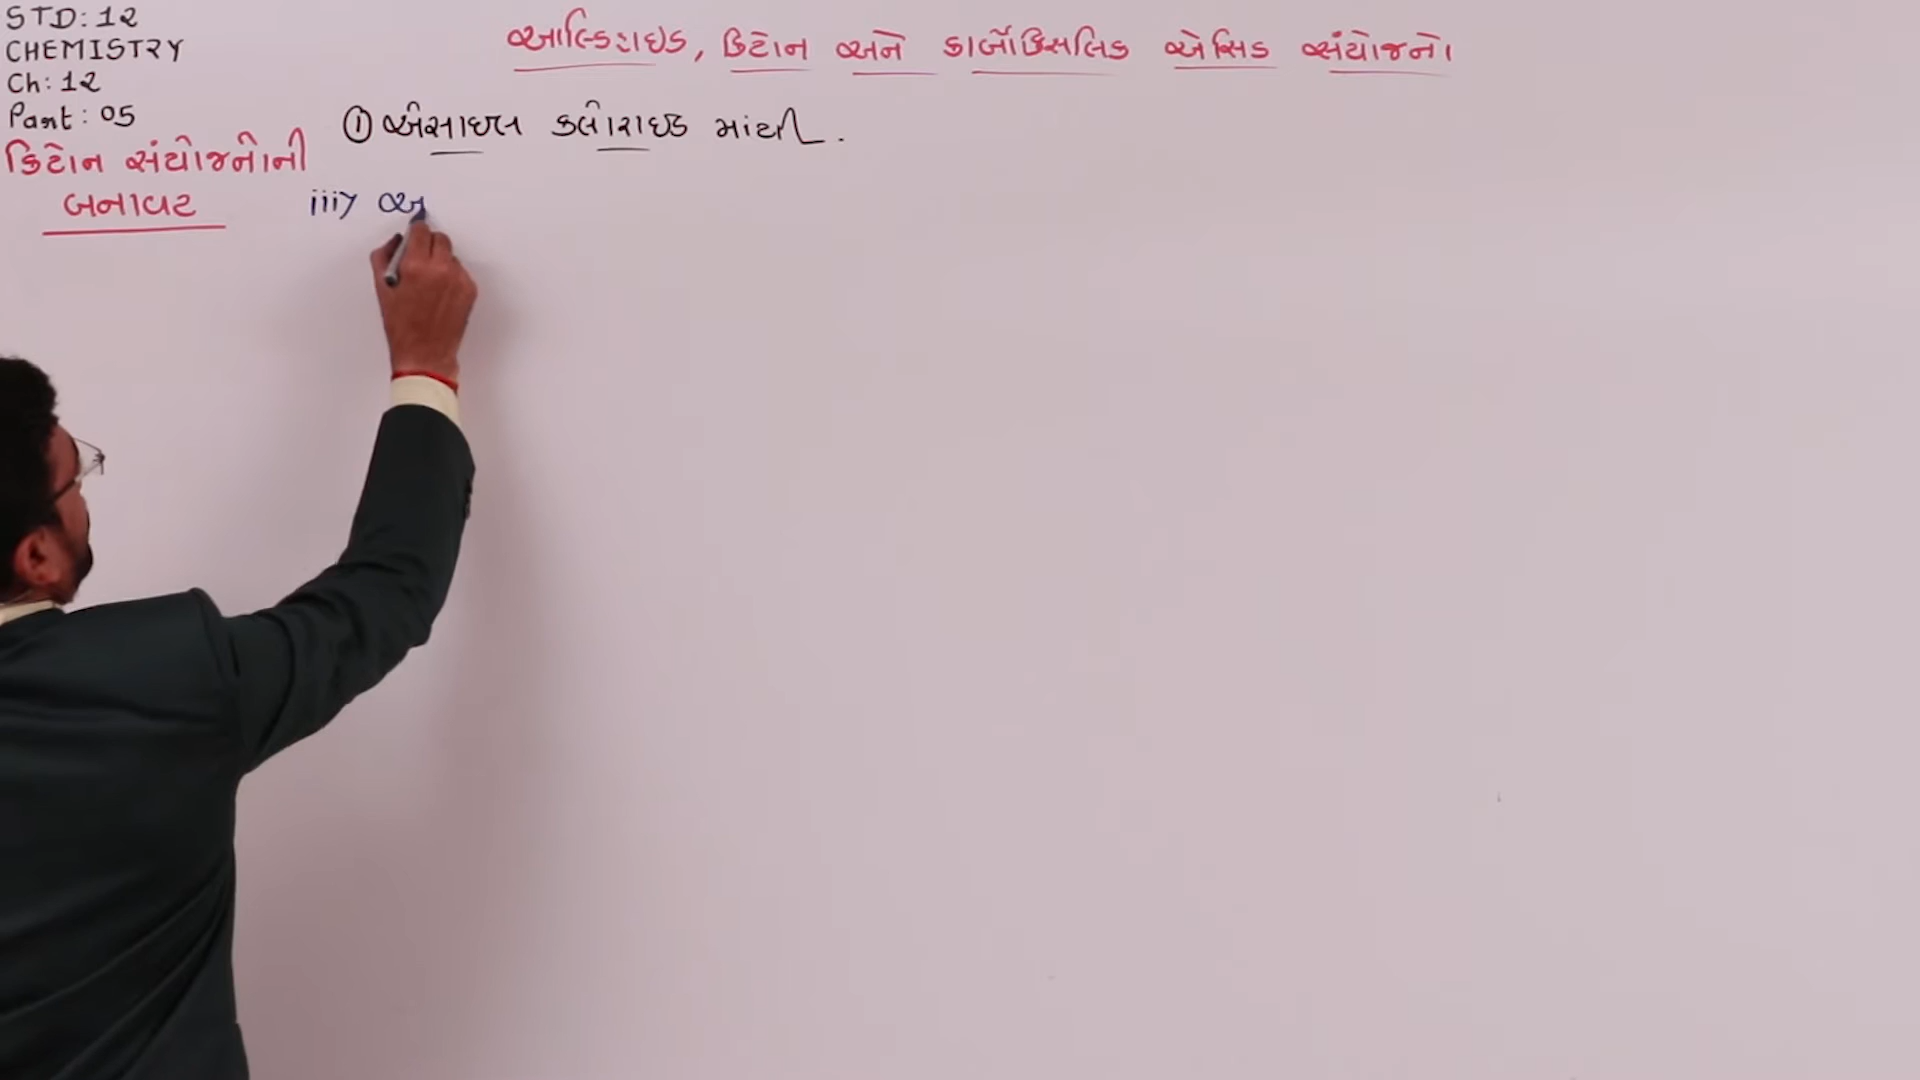 STD: 12
CHEMISTRY
Ch: 12
Part: 05
આલ્ડિહાઇડ, કિટોન અને કાર્બોક્સિલિક એસિડ સંયોજનો
કિટોન સંયોજનોની
બનાવટ
① એસાઇલ ક્લોરાઇડ માંથી.
iii) અ